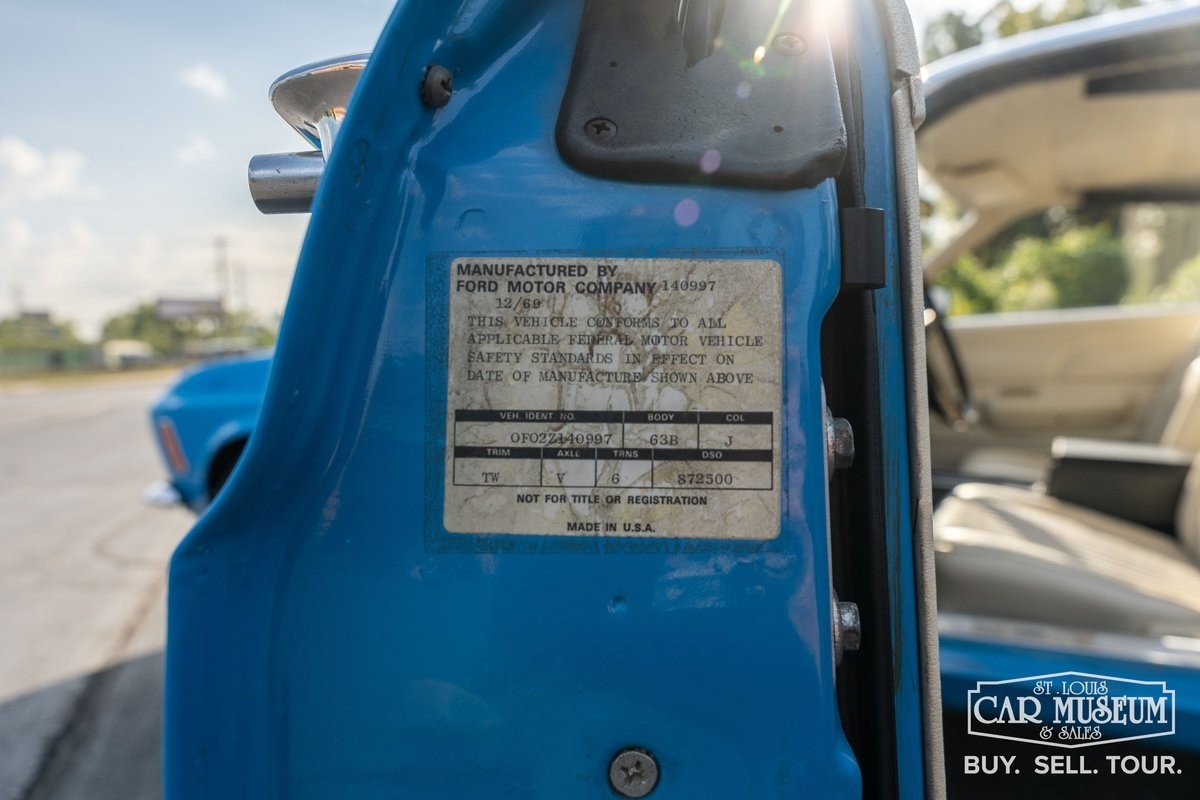 MANUFACTURED BY
FORD MOTOR COMPANY 140997
12/69
THIS VEHICLE CONFORMS TO ALL
APPLICABLE FEDERAL MOTOR VEHICLE
SAFETY STANDARDS IN EFFECT ON
DATE OF MANUFACTURE SHOWN ABOVE
VEH. IDENT. NO. BODY COL
0F02Z140997 63B J
TRIM AXLE TRNS DSO
TW V 6 872500
NOT FOR TITLE OR REGISTRATION
MADE IN U.S.A.
ST. LOUIS
CAR MUSEUM
& SALES
BUY. SELL. TOUR.